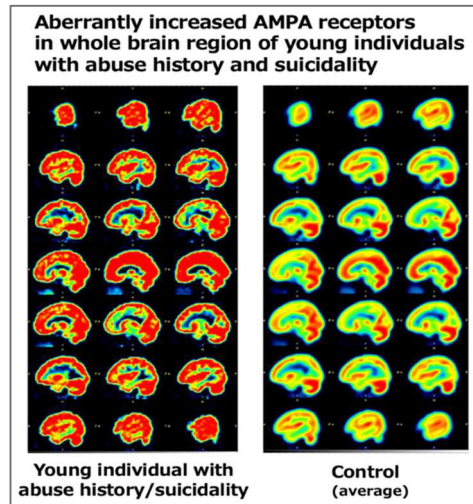 Aberrantly increased AMPA receptors
in whole brain region of young individuals
with abuse history and suicidality
Young individual with
abuse history/suicidality
Control
(average)